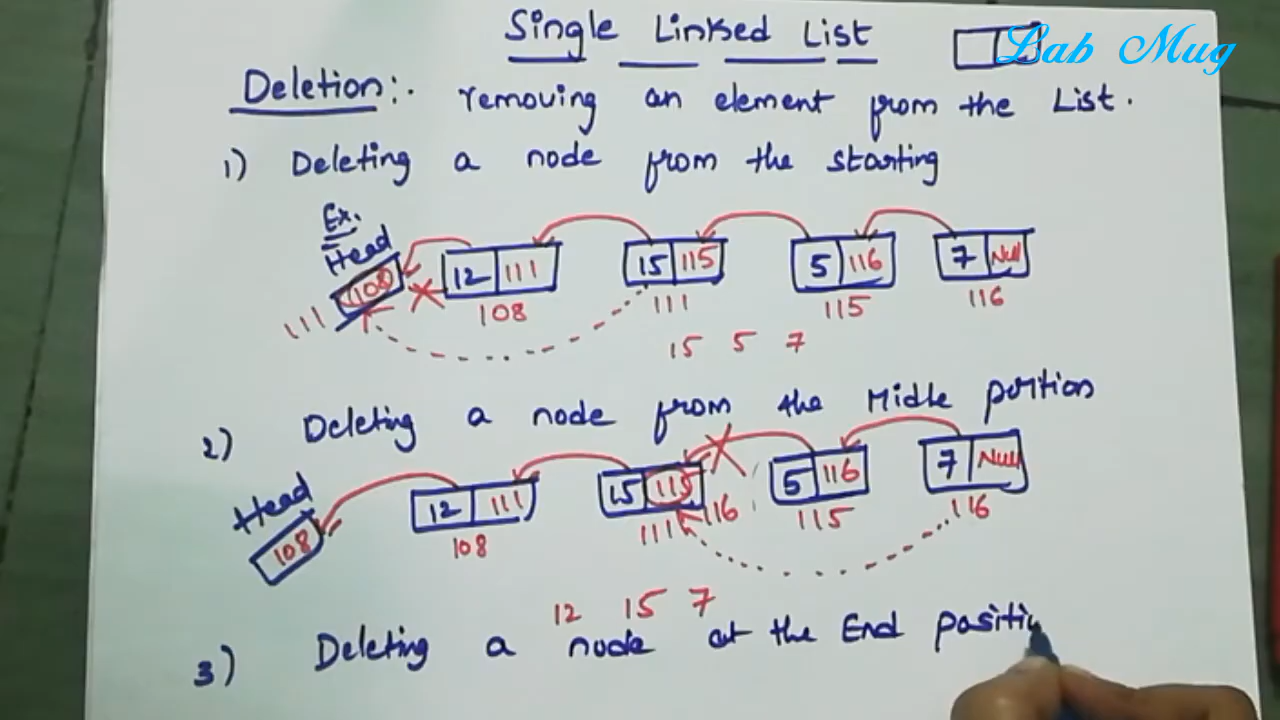 Single Linked List
Lab Mug
Deletion:- removing an element from the List.
1) Deleting a node from the starting
Ex.
Head
108 12 111 15 115 5 116 7 Null
111 108 111 115 116
15 5 7
2) Deleting a node from the Midle portion
Head
108 12 111 15 115 5 116 7 Null
108 111 116 115 116
12 15 7
3) Deleting a node at the End positi